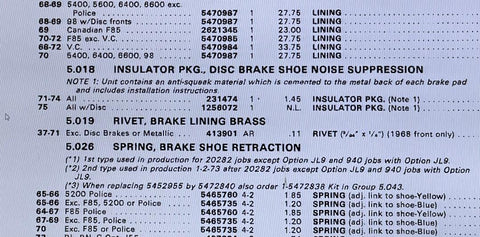 68-69 5400, 5600, 6400, 6600 exc.
Police 5470987 1 27.75 LINING
68-69 98 w/Disc fronts 5470987 1 27.75 LINING
69 Canadian F85 2621345 1 23.00 LINING
70-72 F85 exc. V.C. 5470985 1 27.75 LINING
68-72 V.C. 5470984 1 33.75 LINING
70 5400, 6400, 6600, 98 5470987 1 27.75 LINING
5.018 INSULATOR PKG., DISC BRAKE SHOE NOISE SUPPRESSION
NOTE 1: Unit contains an anti-squeak material which is cemented to the metal back of each brake pad
and includes installation instructions.
71-74 All 231474 1 1.45 INSULATOR PKG. (Note 1)
75 All w/Disc 1256072 N.L. INSULATOR PKG. (Note 1)
5.019 RIVET, BRAKE LINING BRASS
37-71 Exc. Disc Brakes or Metallic 413901 AR .11 RIVET (1968 front only)
5.026 SPRING, BRAKE SHOE RETRACTION
(*1) 1st type used in production for 20282 jobs except Option JL9 and 940 jobs with Option JL9.
(*2) 2nd type used in production 1-2-73 after 20282 jobs except Option JL9 and 940 jobs with Option
JL9.
(*3) When replacing 5452955 by 5472840 also order 1-5472838 Kit in Group 5.043.
65-66 5200 Police 5465760 4-2 1.85 SPRING (adj. link to shoe-Yellow)
65-66 Exc. F85, 5200 or Police 5465735 4-2 1.20 SPRING (adj. link to shoe-Blue)
64-67 F85 Police 5465760 4-2 1.85 SPRING (adj. link to shoe-Yellow)
67-69 Exc. F85, Police 5465735 4-2 1.20 SPRING (adj. link to shoe-Blue)
70 Exc. F85 or Police 5465735 4-2 1.20 SPRING (adj. link to shoe-Blue)